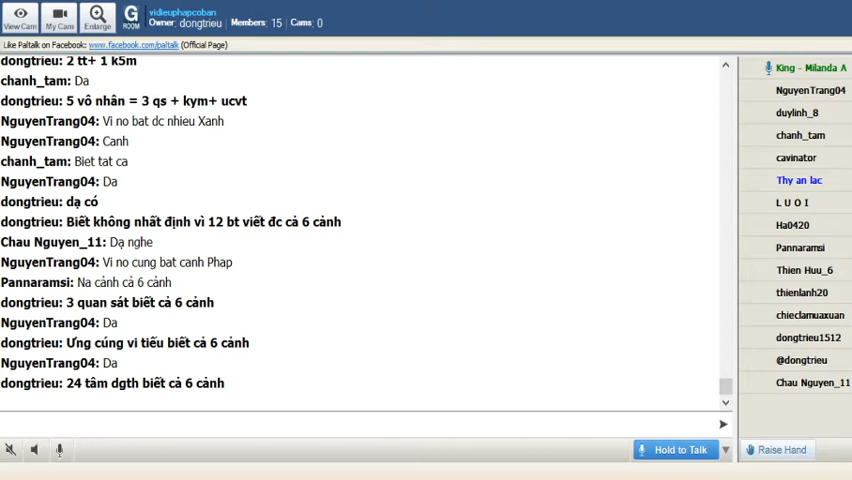 View Cam
My Cam
Enlarge
G
ROOM
vidieuphapcoban
Owner: dongtrieu Members: 15 Cams: 0
Like Paltalk on Facebook: www.facebook.com/paltalk (Official Page)
dongtrieu: 2 tt+ 1 k5m
chanh_tam: Da
dongtrieu: 5 vô nhân = 3 qs + kym+ ucvt
NguyenTrang04: Vi no bat dc nhieu Xanh
NguyenTrang04: Canh
chanh_tam: Biet tat ca
NguyenTrang04: Da
dongtrieu: dạ có
dongtrieu: Biết không nhất định vì 12 bt viết đc cả 6 cảnh
Chau Nguyen_11: Dạ nghe
NguyenTrang04: Vi no cung bat canh Phap
Pannaramsi: Na cảnh cả 6 cảnh
dongtrieu: 3 quan sát biết cả 6 cảnh
NguyenTrang04: Da
dongtrieu: Ưng cúng vi tiếu biết cả 6 cảnh
NguyenTrang04: Da
dongtrieu: 24 tâm dgth biết cả 6 cảnh
King - Milanda A
NguyenTrang04
duylinh_8
chanh_tam
cavinator
Thy an lac
L U O I
Ha0420
Pannaramsi
Thien Huu_6
thienlanh20
chieclamuaxuan
dongtrieu1512
@dongtrieu
Chau Nguyen_11
Hold to Talk
Raise Hand